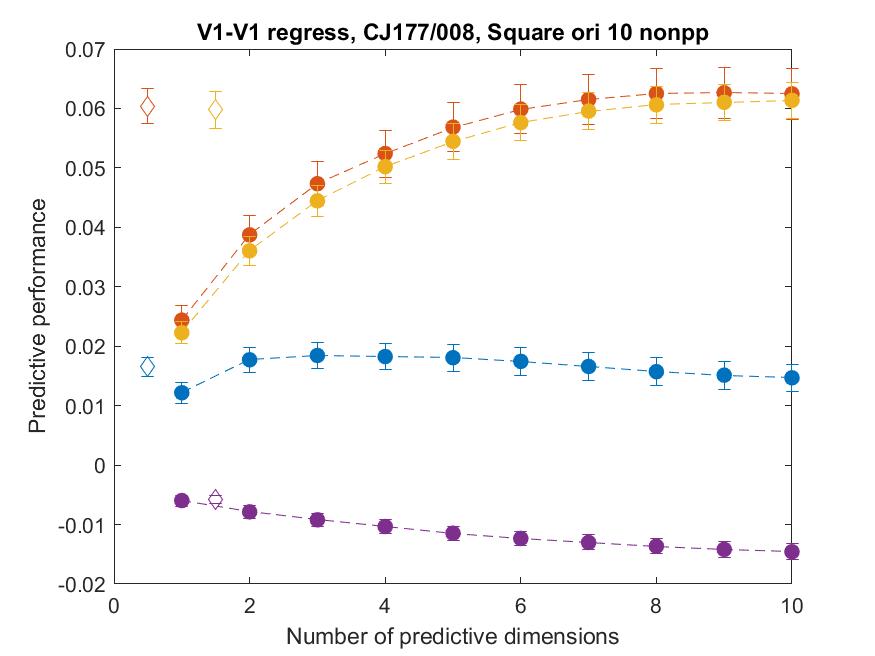 V1-V1 regress, CJ177/008, Square ori 10 nonpp
0.07
0.06
0.05
0.04
0.03
0.02
0.01
0
-0.01
-0.02
Predictive performance
0 2 4 6 8 10
Number of predictive dimensions